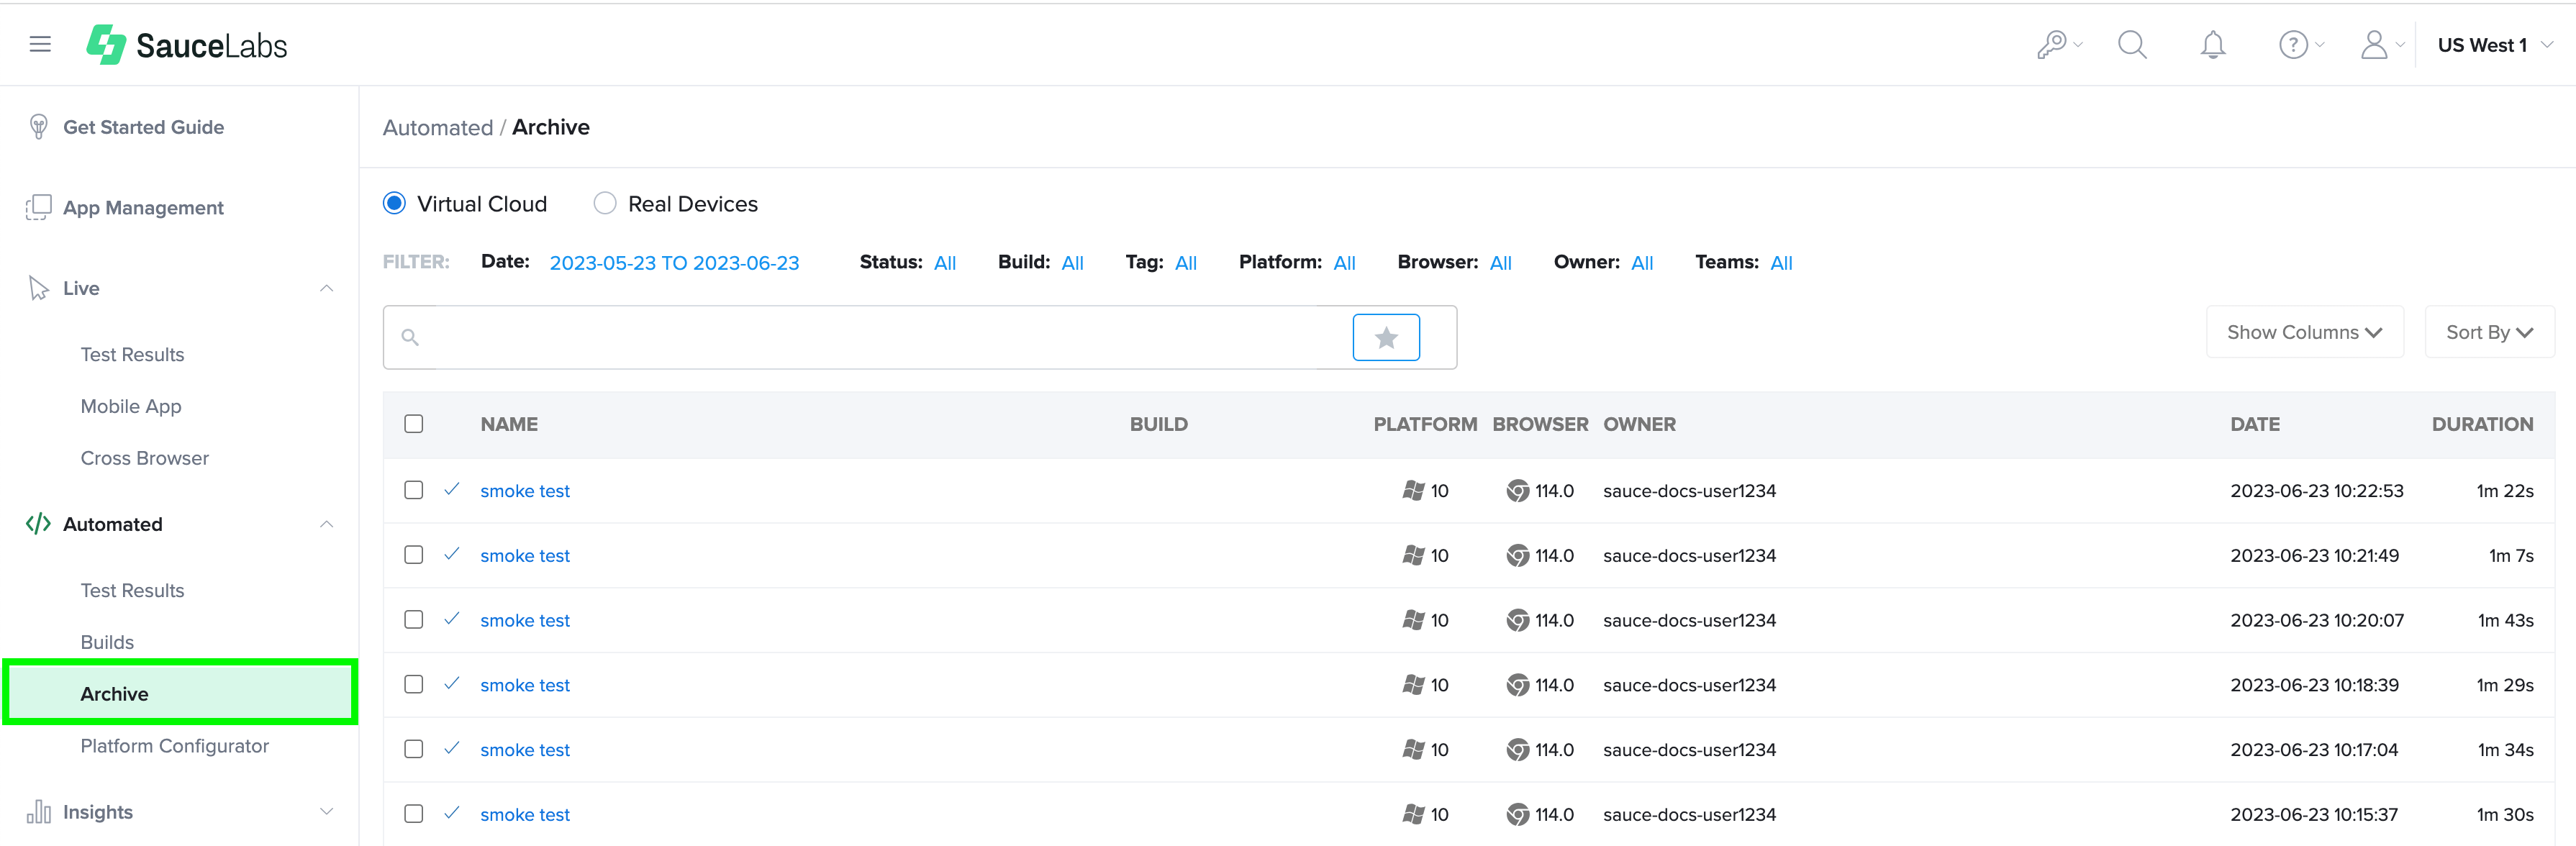 SauceLabs
US West 1
Get Started Guide
App Management
Live
Test Results
Mobile App
Cross Browser
Automated
Test Results
Builds
Archive
Platform Configurator
Insights
Automated / Archive
Virtual Cloud Real Devices
FILTER: Date: 2023-05-23 TO 2023-06-23 Status: All Build: All Tag: All Platform: All Browser: All Owner: All Teams: All
Show Columns Sort By
NAME BUILD PLATFORM BROWSER OWNER DATE DURATION
smoke test 10 114.0 sauce-docs-user1234 2023-06-23 10:22:53 1m 22s
smoke test 10 114.0 sauce-docs-user1234 2023-06-23 10:21:49 1m 7s
smoke test 10 114.0 sauce-docs-user1234 2023-06-23 10:20:07 1m 43s
smoke test 10 114.0 sauce-docs-user1234 2023-06-23 10:18:39 1m 29s
smoke test 10 114.0 sauce-docs-user1234 2023-06-23 10:17:04 1m 34s
smoke test 10 114.0 sauce-docs-user1234 2023-06-23 10:15:37 1m 30s